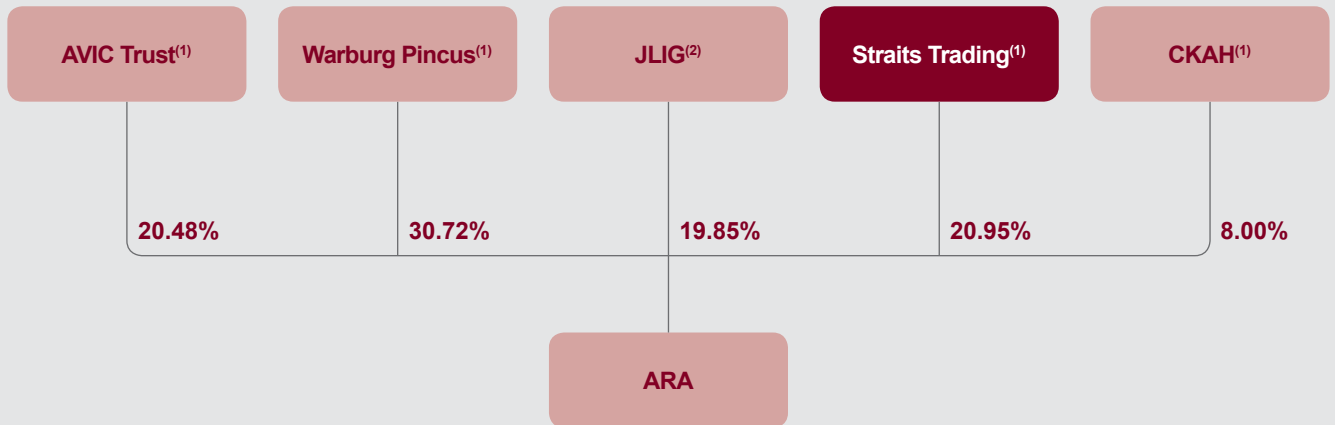 AVIC Trust(1)
Warburg Pincus(1)
JLIG(2)
Straits Trading(1)
CKAH(1)
20.48%
30.72%
19.85%
20.95%
8.00%
ARA